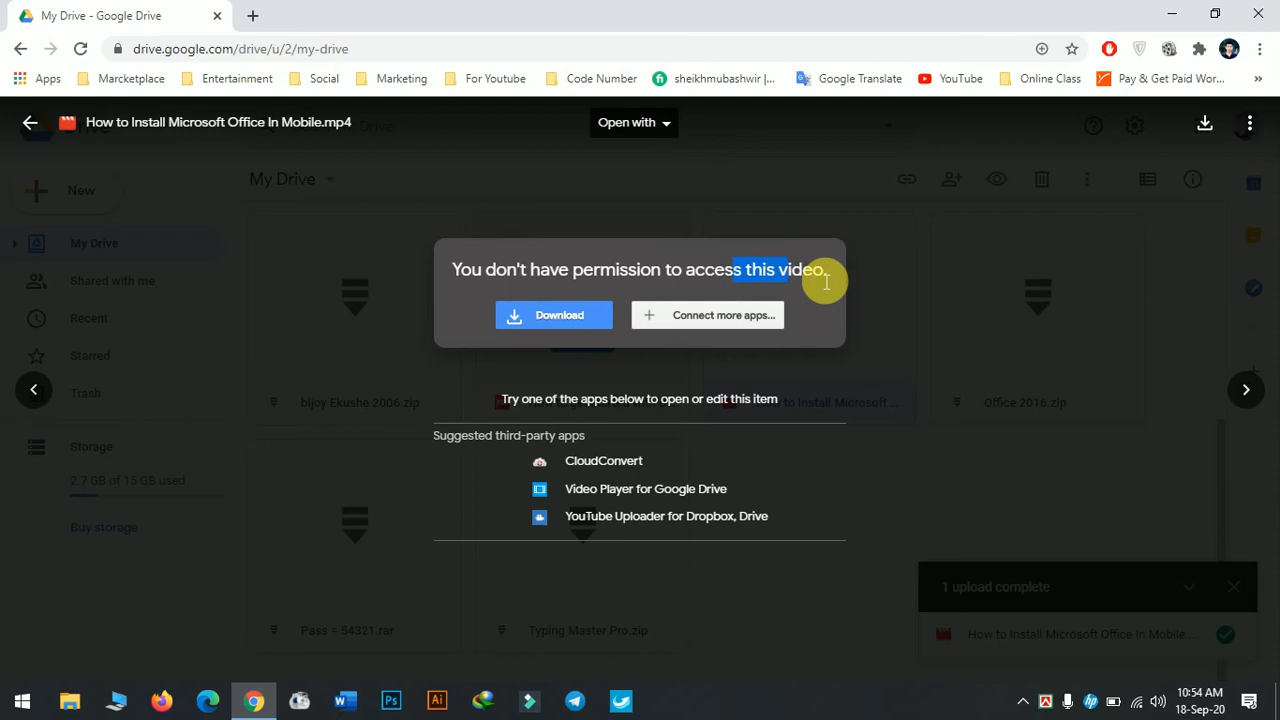 My Drive - Google Drive
drive.google.com/drive/u/2/my-drive
Apps Marcketplace Entertainment Social Marketing For Youtube Code Number sheikhmubashwir |... Google Translate YouTube Online Class Pay & Get Paid Wor... »
How to Install Microsoft Office In Mobile.mp4
Open with
New
My Drive
My Drive
Shared with me
Recent
Starred
Trash
Storage
2.7 GB of 15 GB used
Buy storage
You don't have permission to access this video.
Download
Connect more apps...
Try one of the apps below to open or edit this item
bijoy Ekushe 2006.zip
How to Install Microsoft ...
Office 2016.zip
Suggested third-party apps
CloudConvert
Video Player for Google Drive
YouTube Uploader for Dropbox, Drive
Pass = 54321.rar
Typing Master Pro.zip
1 upload complete
How to Install Microsoft Office In Mobile ...
10:54 AM
18-Sep-20